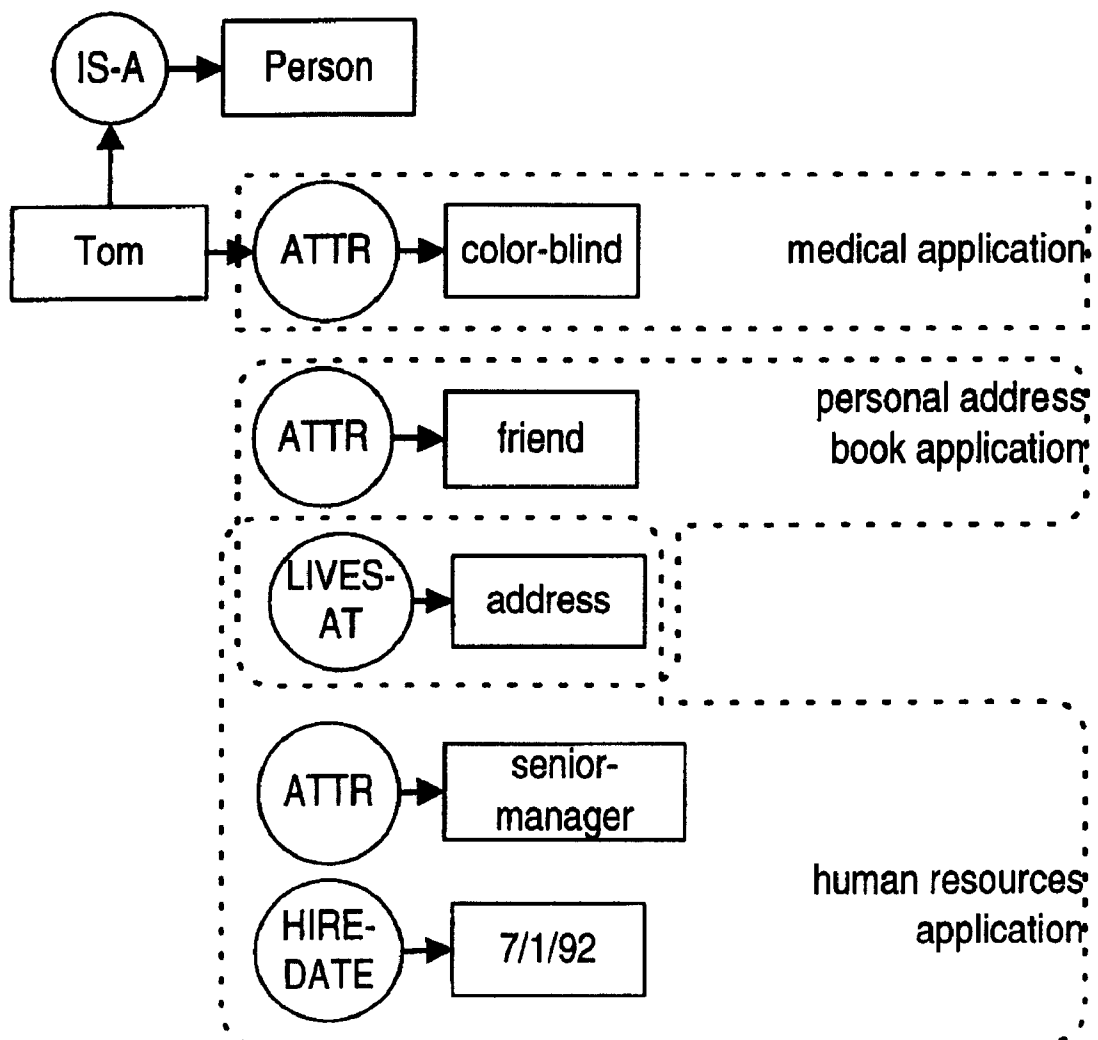 IS-A
Person
Tom
ATTR
color-blind
medical application
ATTR
friend
personal address
book application
LIVES-
AT
address
ATTR
senior-
manager
human resources
application
HIRE-
DATE
7/1/92